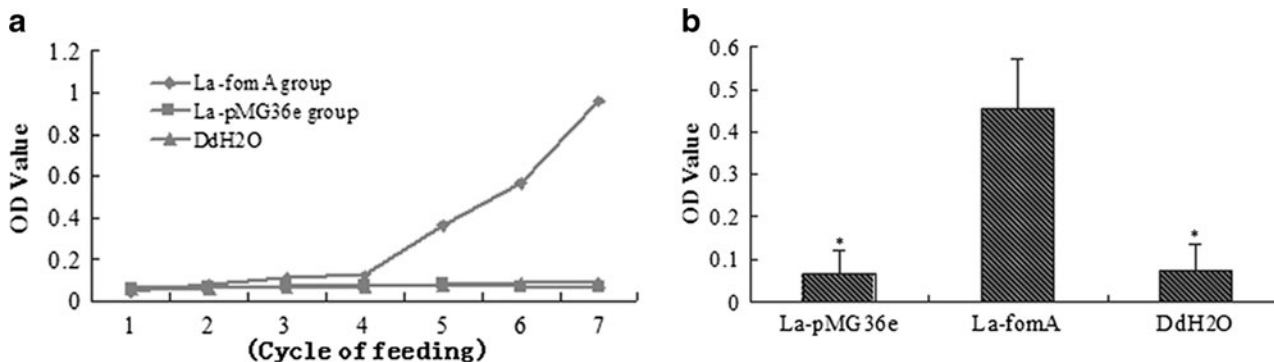 a
1.2
1
0.8
0.6
0.4
0.2
0
OD Value
La-fomA group
La-pMG36e group
DdH2O
1 2 3 4 5 6 7
(Cycle of feeding)
b
0.6
0.5
0.4
0.3
0.2
0.1
0
OD Value
*
*
La-pMG36e La-fomA DdH2O